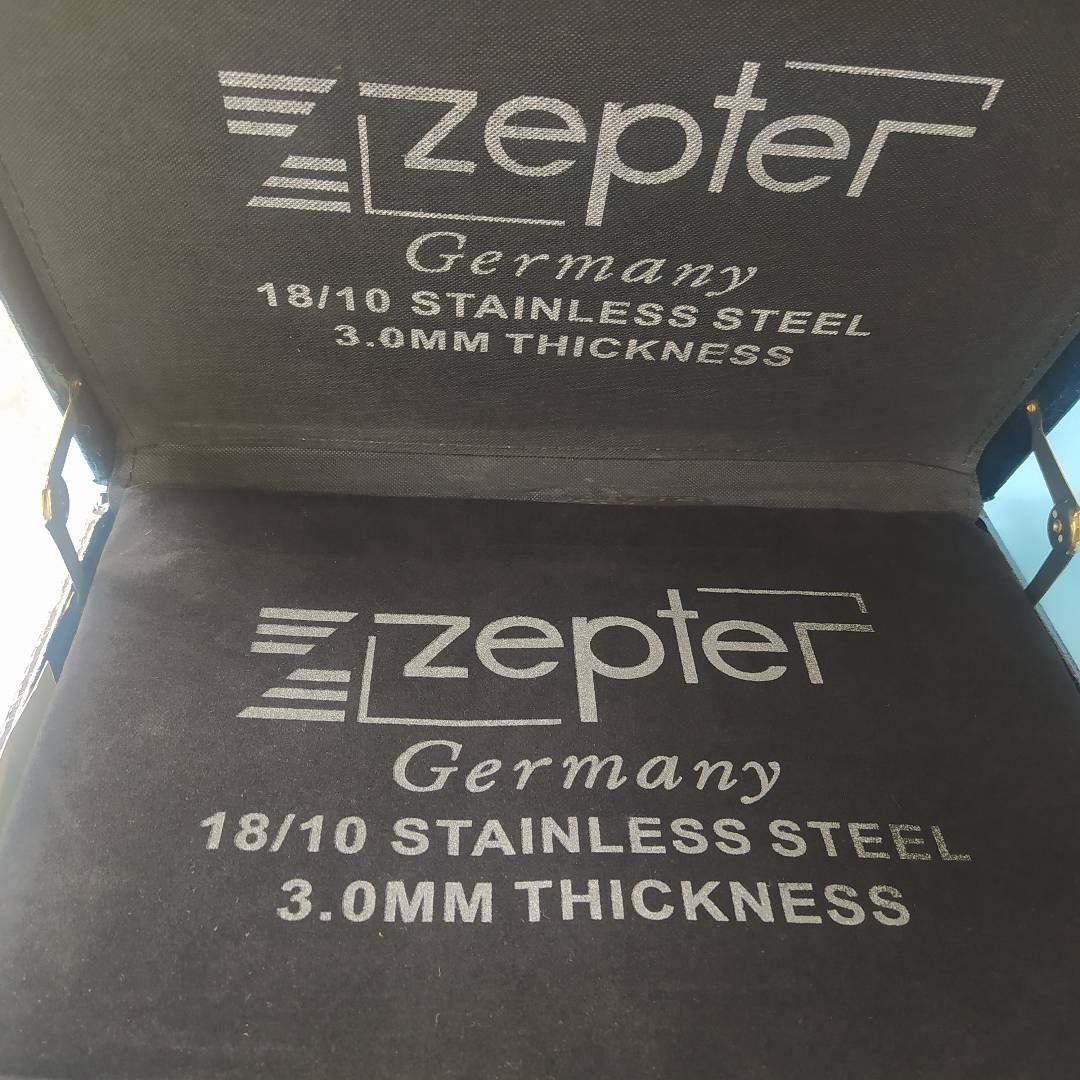 zepter
Germany
18/10 STAINLESS STEEL
3.0MM THICKNESS
zepter
Germany
18/10 STAINLESS STEEL
3.0MM THICKNESS